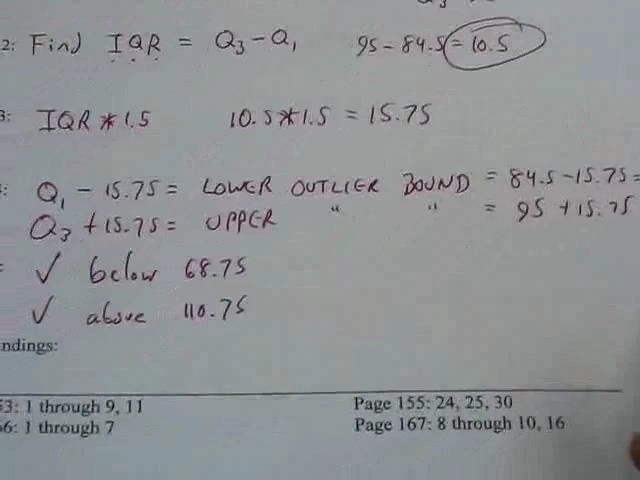 2: Find IQR = Q3 - Q1 95 - 84.5 = 10.5
3: IQR * 1.5 10.5 * 1.5 = 15.75
4: Q1 - 15.75 = LOWER OUTLIER BOUND = 84.5 - 15.75 =
Q3 + 15.75 = UPPER " " = 95 + 15.75
✓ below 68.75
✓ above 110.75
ndings:
53: 1 through 9, 11 Page 155: 24, 25, 30
66: 1 through 7 Page 167: 8 through 10, 16